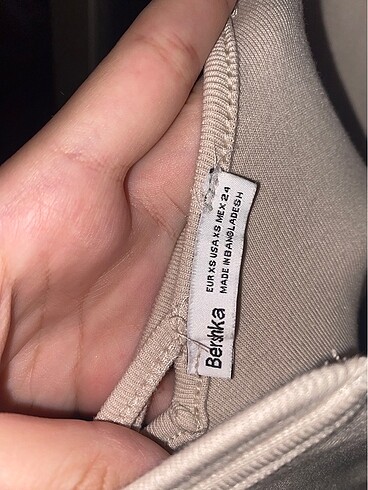 Bershka
EUR XS USA XS MEX 24
MADE IN BANGLADESH